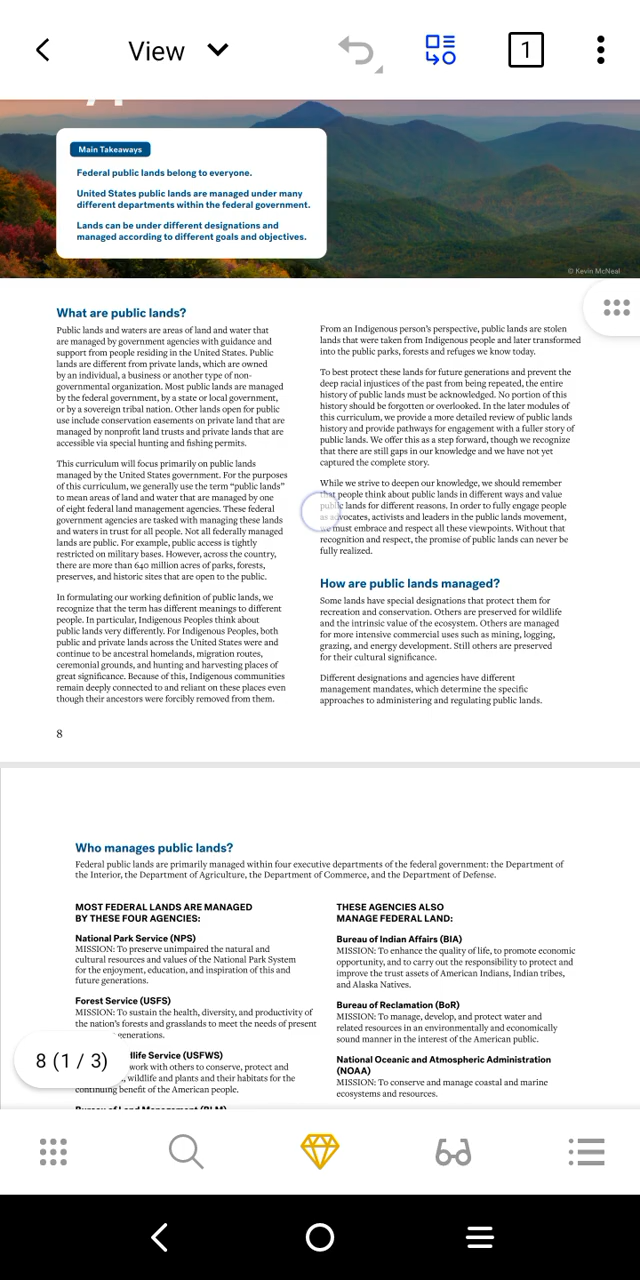 View
1
Main Takeaways
Federal public lands belong to everyone.
United States public lands are managed under many
different departments within the federal government.
Lands can be under different designations and
managed according to different goals and objectives.
© Kevin McNeal
What are public lands?
Public lands and waters are areas of land and water that
are managed by government agencies with guidance and
support from people residing in the United States. Public
lands are different from private lands, which are owned
by an individual, a business or another type of non-
governmental organization. Most public lands are managed
by the federal government, by a state or local government,
or by a sovereign tribal nation. Other lands open for public
use include conservation easements on private land that are
managed by nonprofit land trusts and private lands that are
accessible via special hunting and fishing permits.
This curriculum will focus primarily on public lands
managed by the United States government. For the purposes
of this curriculum, we generally use the term “public lands”
to mean areas of land and water that are managed by one
of eight federal land management agencies. These federal
government agencies are tasked with managing these lands
and waters in trust for all people. Not all federally managed
lands are public. For example, public access is tightly
restricted on military bases. However, across the country,
there are more than 640 million acres of parks, forests,
preserves, and historic sites that are open to the public.
In formulating our working definition of public lands, we
recognize that the term has different meanings to different
people. In particular, Indigenous Peoples think about
public lands very differently. For Indigenous Peoples, both
public and private lands across the United States were and
continue to be ancestral homelands, migration routes,
ceremonial grounds, and hunting and harvesting places of
great significance. Because of this, Indigenous communities
remain deeply connected to and reliant on these places even
though their ancestors were forcibly removed from them.
From an Indigenous person’s perspective, public lands are stolen
lands that were taken from Indigenous people and later transformed
into the public parks, forests and refuges we know today.
To best protect these lands for future generations and prevent the
deep racial injustices of the past from being repeated, the entire
history of public lands must be acknowledged. No portion of this
history should be forgotten or overlooked. In the later modules of
this curriculum, we provide a more detailed review of public lands
history and provide pathways for engagement with a fuller story of
public lands. We offer this as a step forward, though we recognize
that there are still gaps in our knowledge and we have not yet
captured the complete story.
While we strive to deepen our knowledge, we should remember
that people think about public lands in different ways and value
public lands for different reasons. In order to fully engage people
as advocates, activists and leaders in the public lands movement,
we must embrace and respect all these viewpoints. Without that
recognition and respect, the promise of public lands can never be
fully realized.
How are public lands managed?
Some lands have special designations that protect them for
recreation and conservation. Others are preserved for wildlife
and the intrinsic value of the ecosystem. Others are managed
for more intensive commercial uses such as mining, logging,
grazing, and energy development. Still others are preserved
for their cultural significance.
Different designations and agencies have different
management mandates, which determine the specific
approaches to administering and regulating public lands.
8
Who manages public lands?
Federal public lands are primarily managed within four executive departments of the federal government: the Department of
the Interior, the Department of Agriculture, the Department of Commerce, and the Department of Defense.
MOST FEDERAL LANDS ARE MANAGED
BY THESE FOUR AGENCIES:
National Park Service (NPS)
MISSION: To preserve unimpaired the natural and
cultural resources and values of the National Park System
for the enjoyment, education, and inspiration of this and
future generations.
Forest Service (USFS)
MISSION: To sustain the health, diversity, and productivity of
the nation’s forests and grasslands to meet the needs of present
generations.
dlife Service (USFWS)
work with others to conserve, protect and
wildlife and plants and their habitats for the
continuing benefit of the American people.
Bureau of Land Management (BLM)
THESE AGENCIES ALSO
MANAGE FEDERAL LAND:
Bureau of Indian Affairs (BIA)
MISSION: To enhance the quality of life, to promote economic
opportunity, and to carry out the responsibility to protect and
improve the trust assets of American Indians, Indian tribes,
and Alaska Natives.
Bureau of Reclamation (BoR)
MISSION: To manage, develop, and protect water and
related resources in an environmentally and economically
sound manner in the interest of the American public.
National Oceanic and Atmospheric Administration
(NOAA)
MISSION: To conserve and manage coastal and marine
ecosystems and resources.
8 (1 / 3)